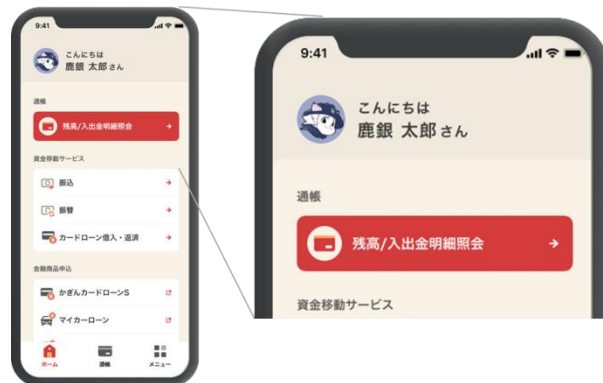 9:41
こんにちは
鹿銀 太郎さん
通帳
残高/入出金明細照会
資金移動サービス
振込
振替
カードローン借入・返済
金融商品申込
かぎんカードローンS
マイカーローン
ホーム
通帳
メニュー
9:41
こんにちは
鹿銀 太郎さん
通帳
残高/入出金明細照会
資金移動サービス